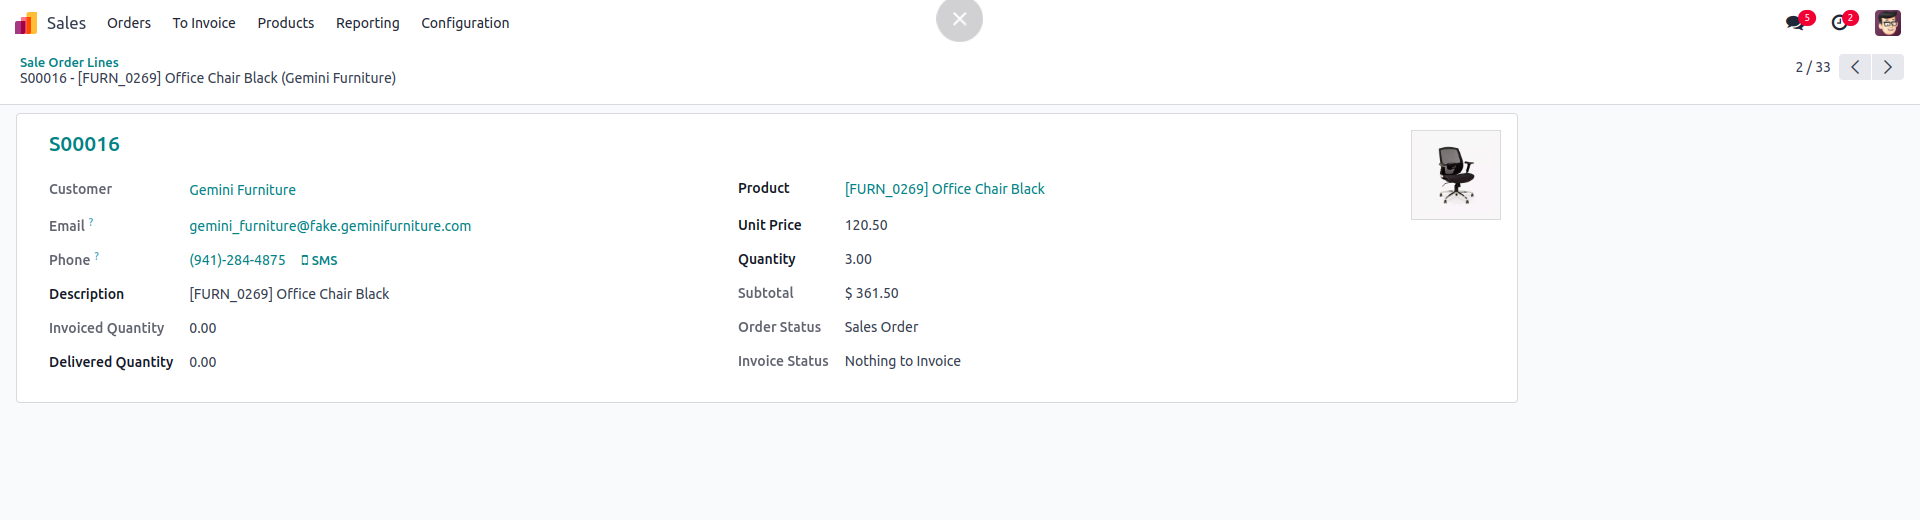 Sales Orders To Invoice Products Reporting Configuration 5 2
Sale Order Lines
S00016 - [FURN_0269] Office Chair Black (Gemini Furniture) 2 / 33
S00016
Customer Gemini Furniture
Email ? gemini_furniture@fake.geminifurniture.com
Phone ? (941)-284-4875 SMS
Description [FURN_0269] Office Chair Black
Invoiced Quantity 0.00
Delivered Quantity 0.00
Product [FURN_0269] Office Chair Black
Unit Price 120.50
Quantity 3.00
Subtotal $ 361.50
Order Status Sales Order
Invoice Status Nothing to Invoice